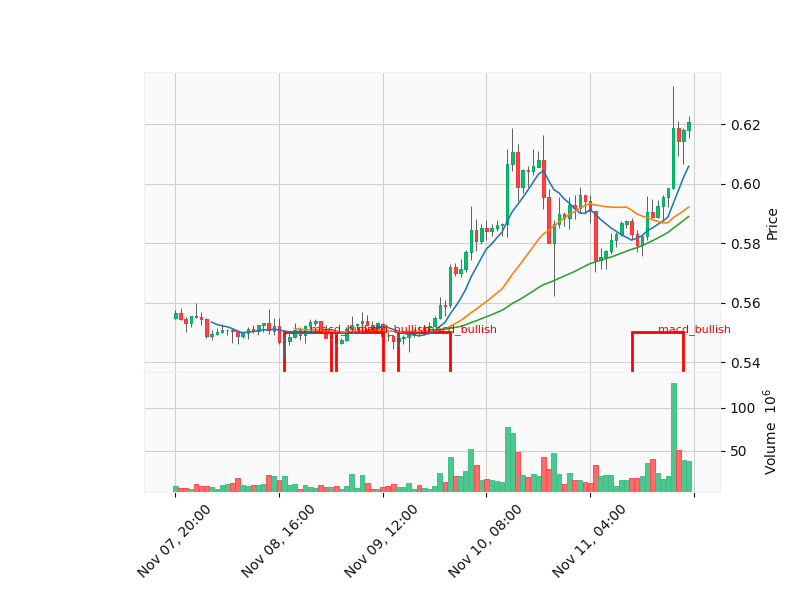 0.62
0.60
0.58
0.56
0.54
Price
macd_bullish
macd_bullish
100
50
Volume 10^6
Nov 07, 20:00
Nov 08, 16:00
Nov 09, 12:00
Nov 10, 08:00
Nov 11, 04:00